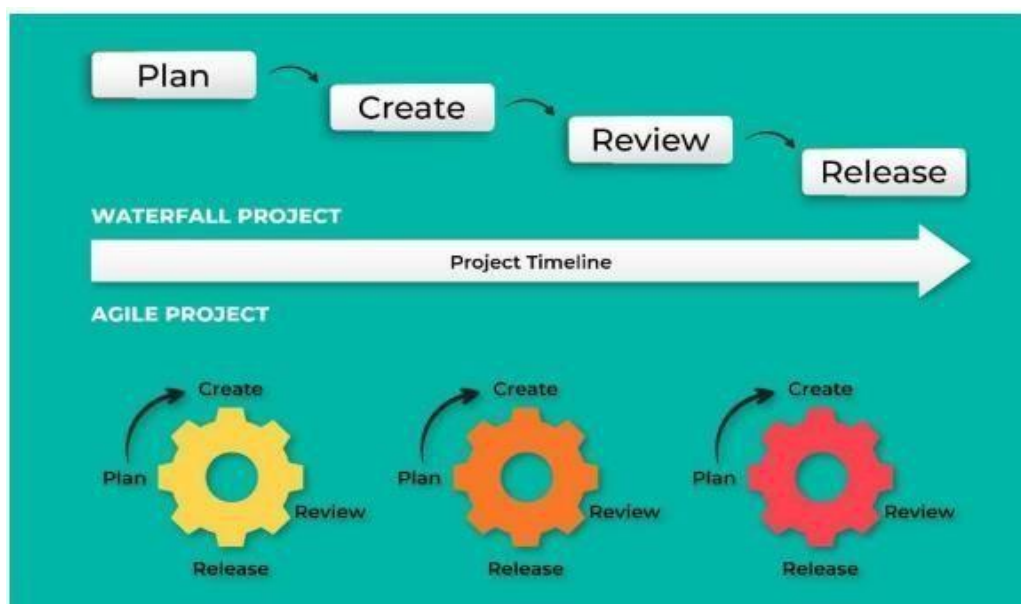 Plan
Create
Review
Release
WATERFALL PROJECT
Project Timeline
AGILE PROJECT
Create
Plan
Review
Release
Create
Plan
Review
Release
Create
Plan
Review
Release